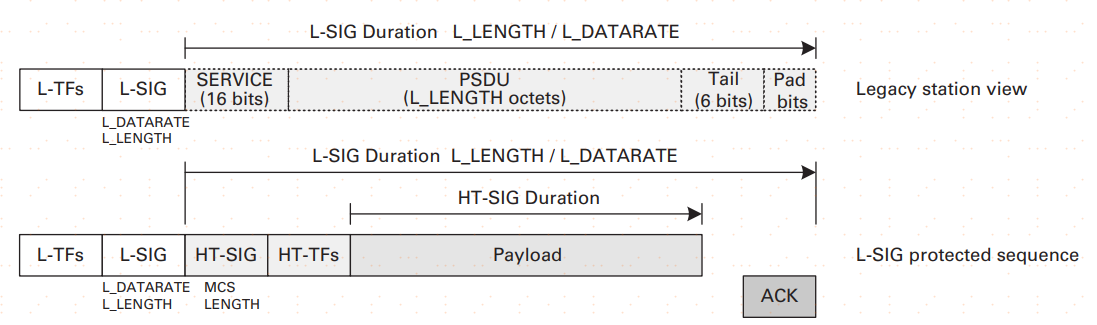 L-SIG Duration L_LENGTH / L_DATARATE
L-TFs L-SIG SERVICE (16 bits) PSDU (L_LENGTH octets) Tail (6 bits) Pad bits Legacy station view
L_DATARATE
L_LENGTH
L-SIG Duration L_LENGTH / L_DATARATE
HT-SIG Duration
L-TFs L-SIG HT-SIG HT-TFs Payload L-SIG protected sequence
L_DATARATE MCS
L_LENGTH LENGTH
ACK